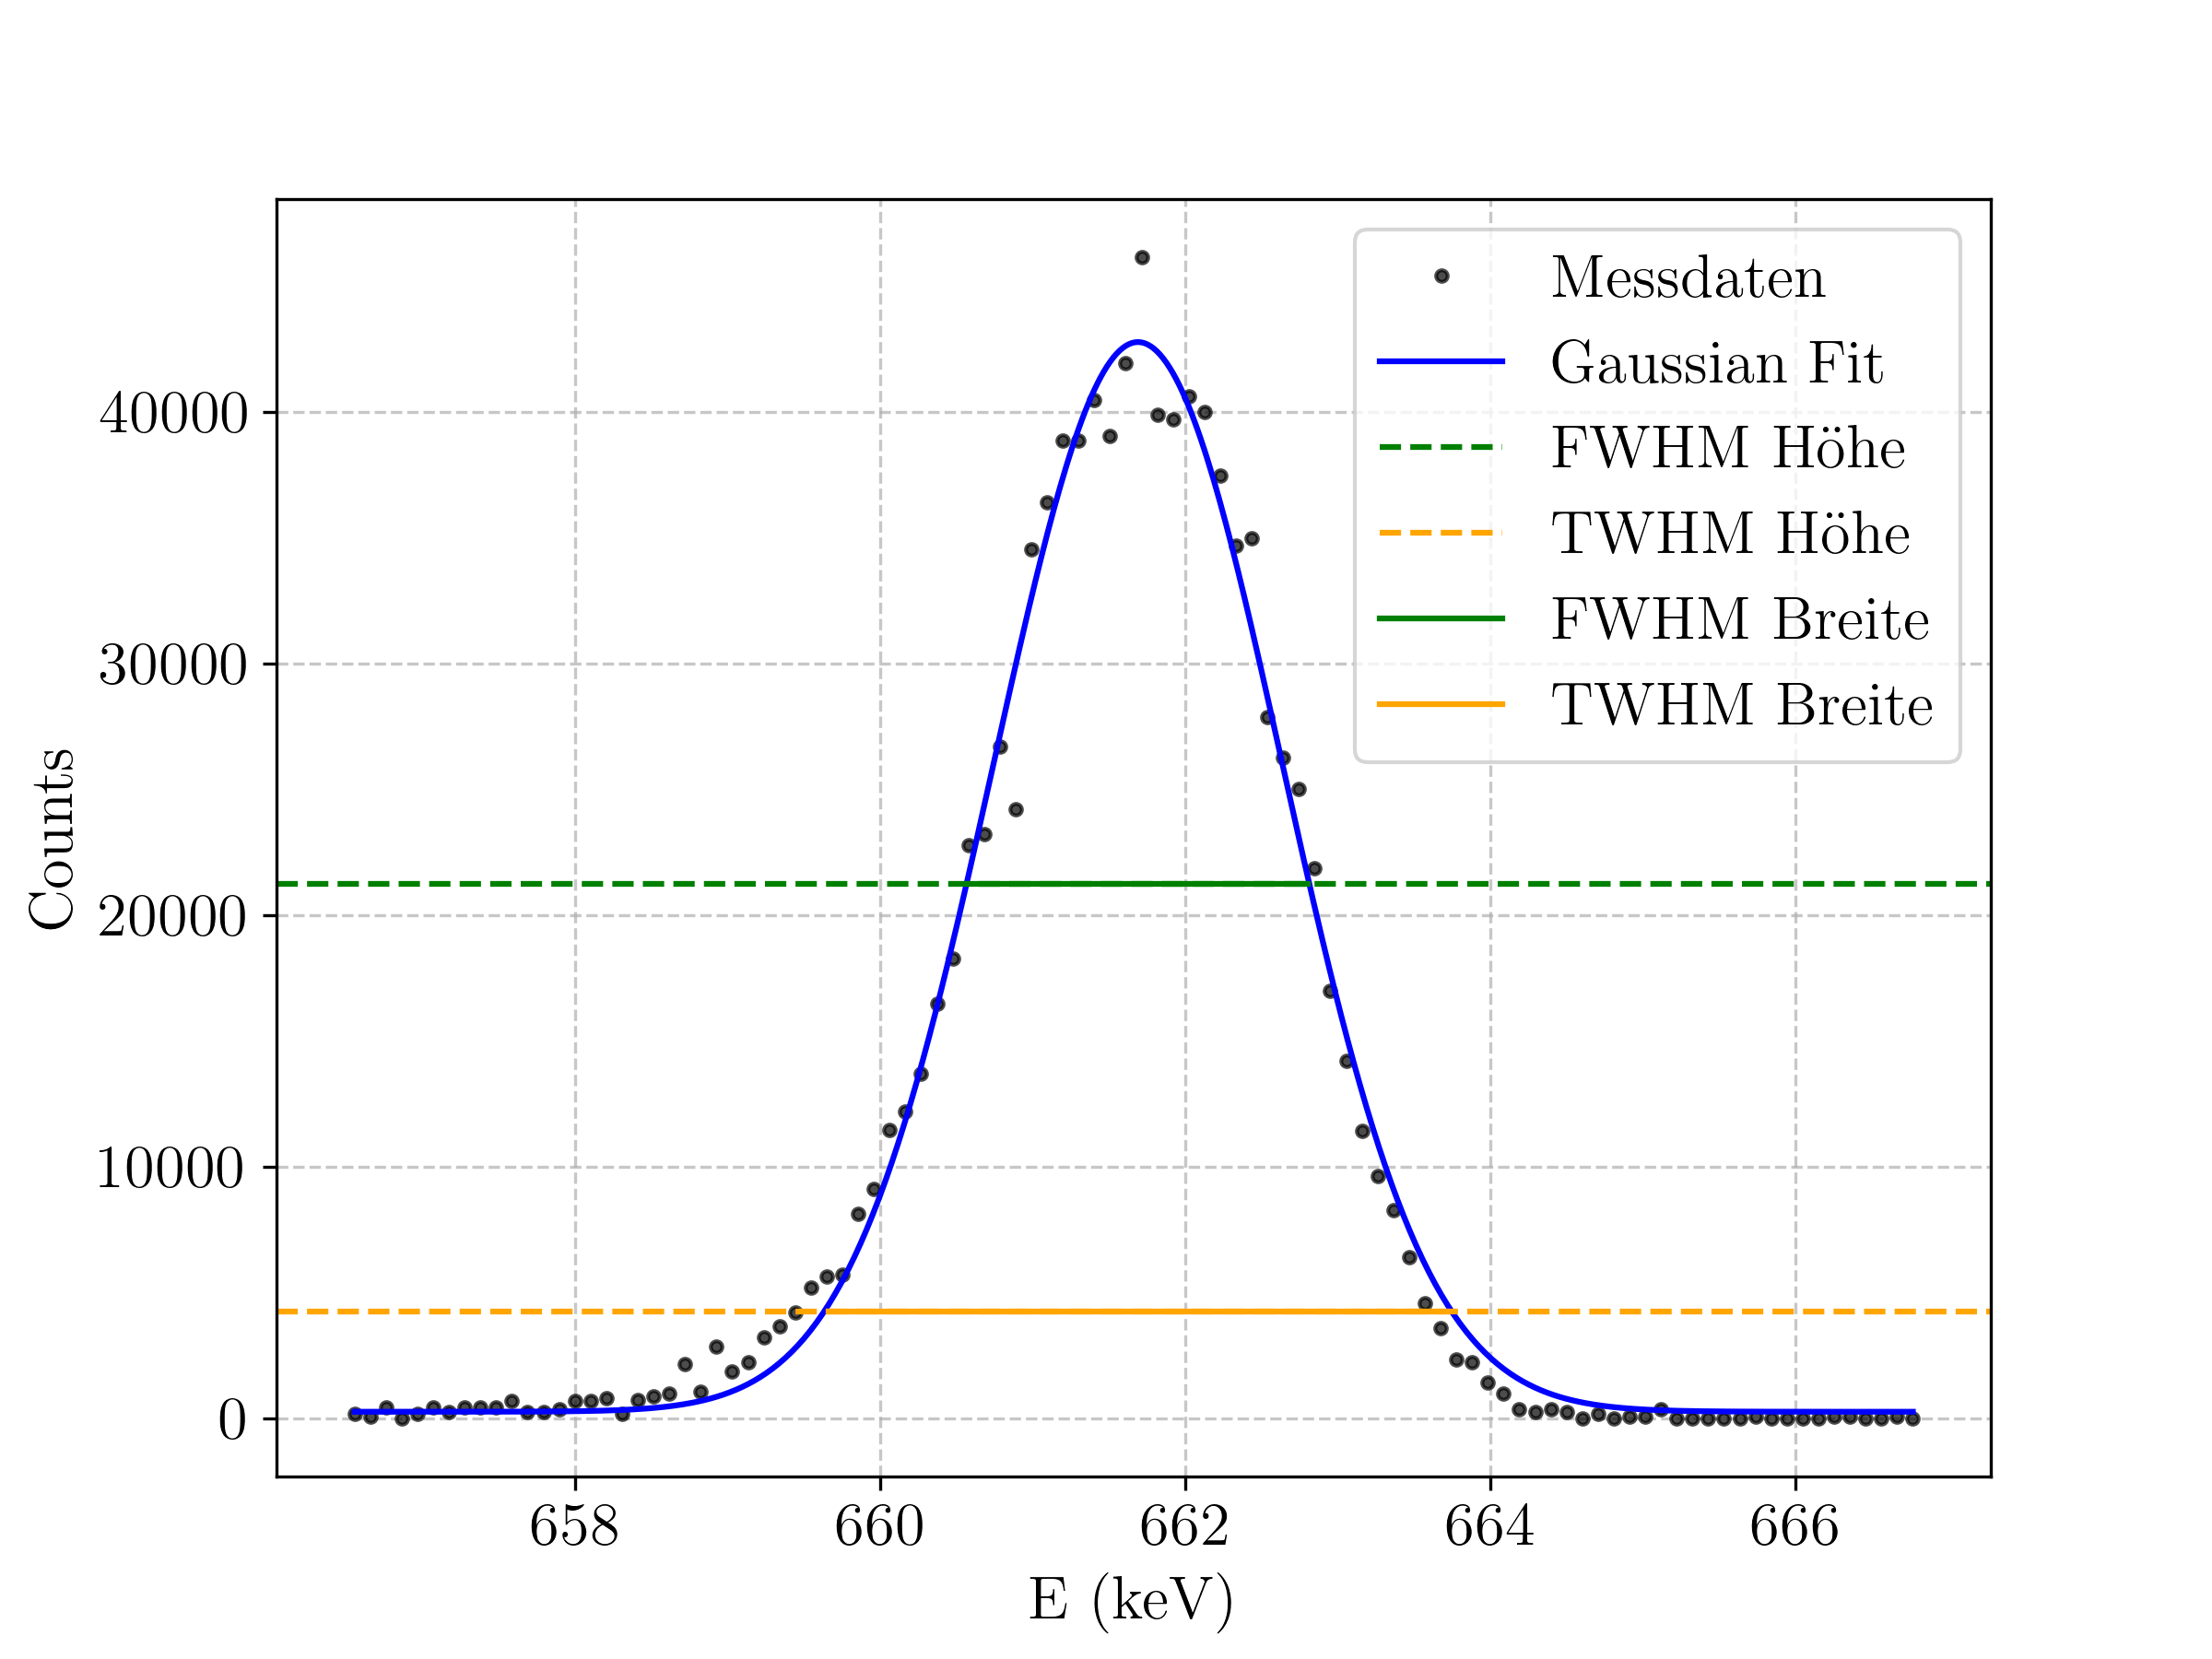 Messdaten
Gaussian Fit
FWHM Höhe
TWHM Höhe
FWHM Breite
TWHM Breite
Counts
40000
30000
20000
10000
0
658 660 662 664 666
E (keV)